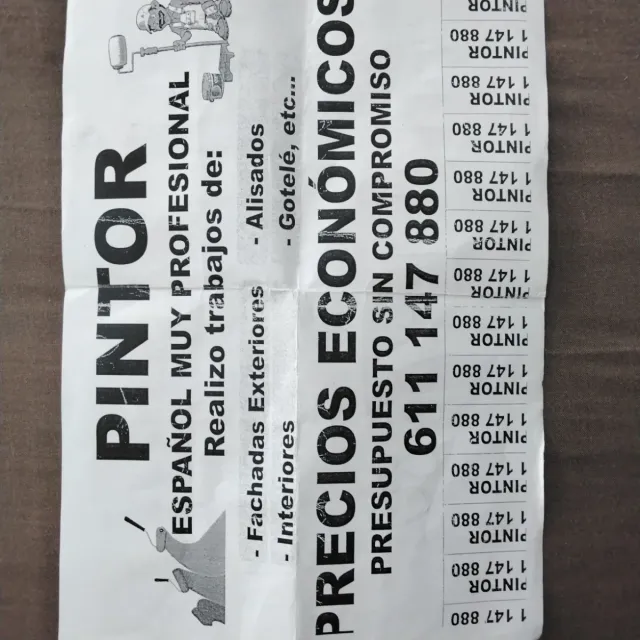 PINTOR
ESPAÑOL MUY PROFESIONAL
Realizo trabajos de:
- Fachadas Exteriores - Alisados
- Interiores - Gotelé, etc...
PRECIOS ECONÓMICOS
PRESUPUESTO SIN COMPROMISO
611 147 880
1 147 880
PINTOR
1 147 880
PINTOR
1 147 880
PINTOR
1 147 880
PINTOR
1 147 880
PINTOR
1 147 880
PINTOR
1 147 880
PINTOR
1 147 880
PINTOR
1 147 880
PINTOR
1 147 880
PINTOR
1 147 880
PINTOR
1 147 880
PINTOR
1 147 880
PINTOR